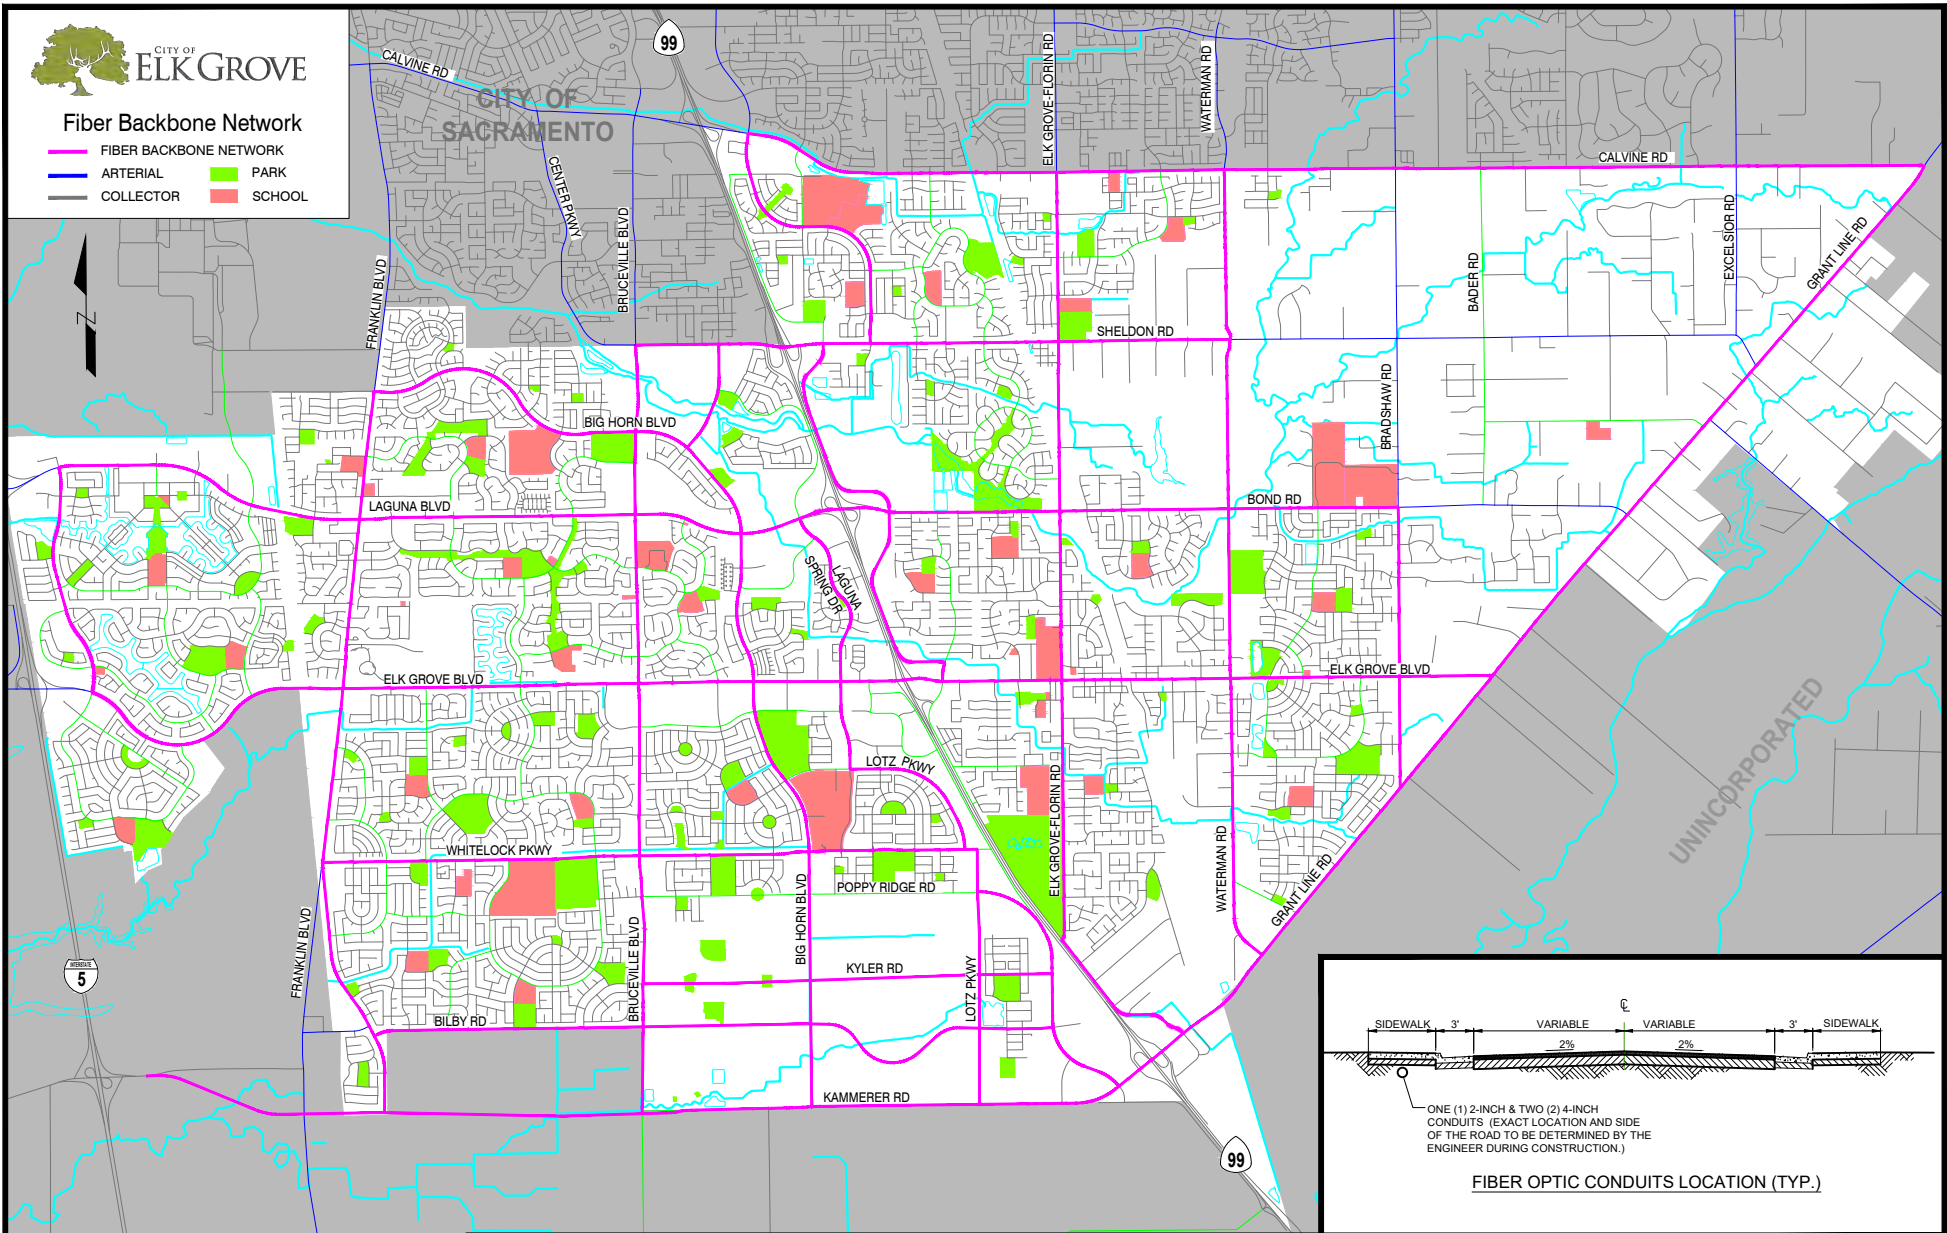 CITY OF
ELK GROVE
Fiber Backbone Network
FIBER BACKBONE NETWORK
ARTERIAL
PARK
COLLECTOR
SCHOOL
N
99
CALVINE RD
CITY OF
SACRAMENTO
CENTER PKWY
BRUCEVILLE BLVD
FRANKLIN BLVD
ELK GROVE-FLORIN RD
WATERMAN RD
CALVINE RD
EXCELSIOR RD
GRANT LINE RD
BADER RD
SHELDON RD
BRADSHAW RD
BIG HORN BLVD
LAGUNA BLVD
BOND RD
LAGUNA
SPRING DR
ELK GROVE BLVD
ELK GROVE BLVD
UNINCORPORATED
LOTZ PKWY
ELK GROVE-FLORIN RD
WATERMAN RD
GRANT LINE RD
WHITELOCK PKWY
POPPY RIDGE RD
BIG HORN BLVD
FRANKLIN BLVD
BRUCEVILLE BLVD
KYLER RD
LOTZ PKWY
BILBY RD
KAMMERER RD
INTERSTATE
5
99
CL
SIDEWALK
3'
VARIABLE
VARIABLE
3'
SIDEWALK
2%
2%
ONE (1) 2-INCH & TWO (2) 4-INCH
CONDUITS (EXACT LOCATION AND SIDE
OF THE ROAD TO BE DETERMINED BY THE
ENGINEER DURING CONSTRUCTION.)
FIBER OPTIC CONDUITS LOCATION (TYP.)